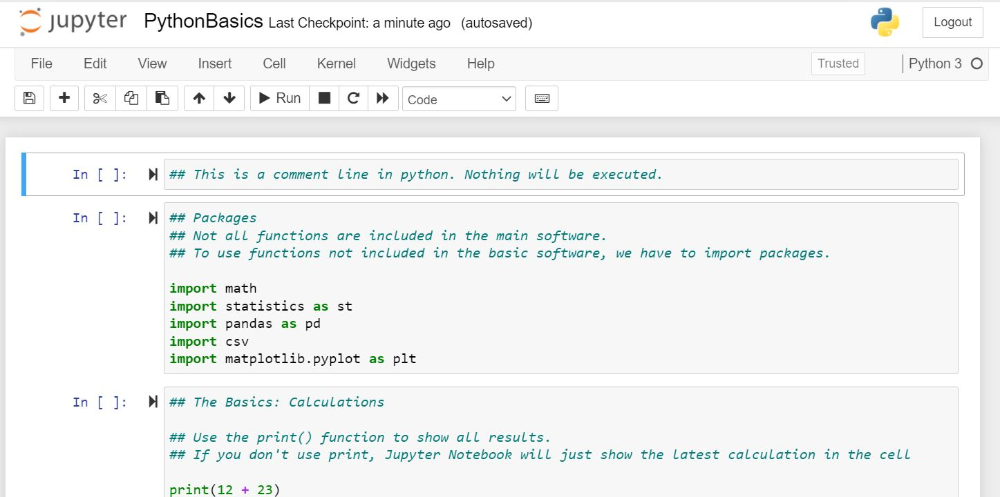 jupyter PythonBasics Last Checkpoint: a minute ago (autosaved) Logout
File Edit View Insert Cell Kernel Widgets Help Trusted Python 3
Run Code
In [ ]: ## This is a comment line in python. Nothing will be executed.
In [ ]: ## Packages
## Not all functions are included in the main software.
## To use functions not included in the basic software, we have to import packages.
import math
import statistics as st
import pandas as pd
import csv
import matplotlib.pyplot as plt
In [ ]: ## The Basics: Calculations
## Use the print() function to show all results.
## If you don't use print, Jupyter Notebook will just show the latest calculation in the cell
print(12 + 23)